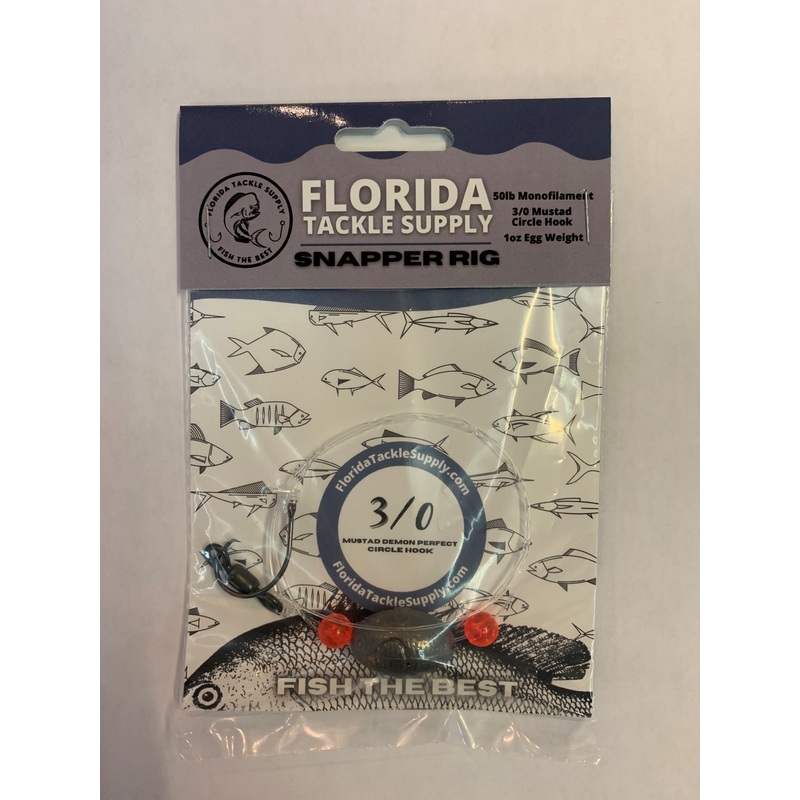 FLORIDA TACKLE SUPPLY
FISH THE BEST
FLORIDA
TACKLE SUPPLY
SNAPPER RIG
50lb Monofilament
3/0 Mustad
Circle Hook
1oz Egg Weight
FloridaTackleSupply.com
3/0
MUSTAD DEMON PERFECT
CIRCLE HOOK
FloridaTackleSupply.com
FISH THE BEST